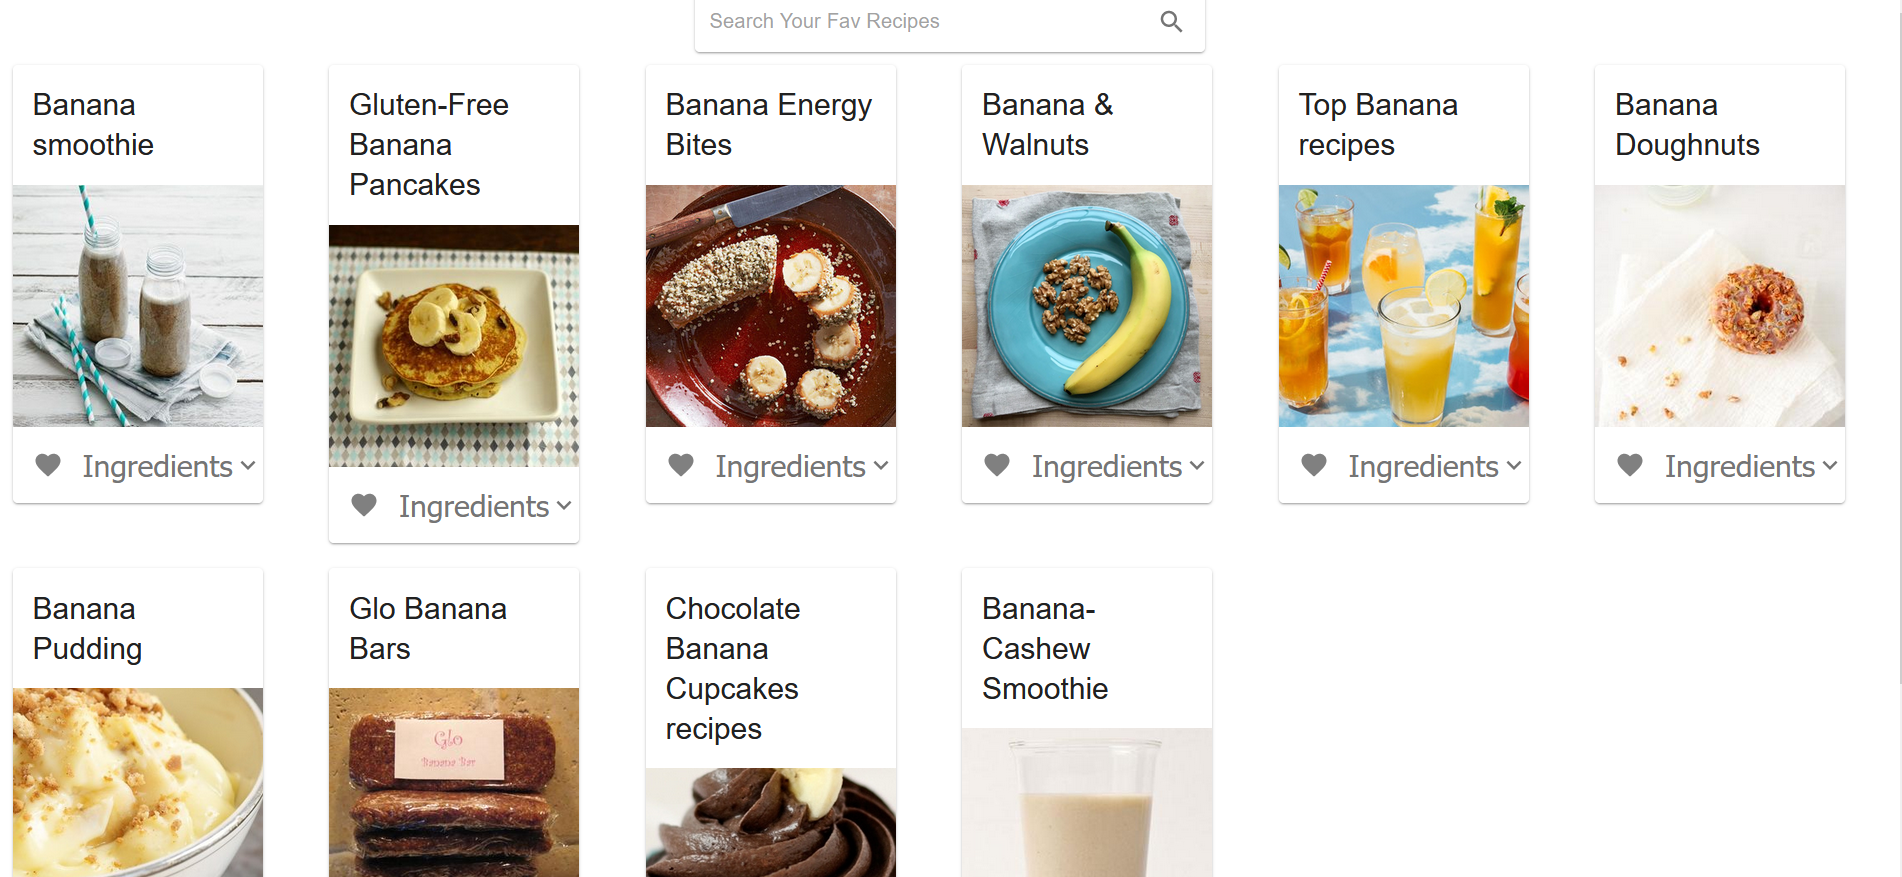 Search Your Fav Recipes
Banana
smoothie
Ingredients
Gluten-Free
Banana
Pancakes
Ingredients
Banana Energy
Bites
Ingredients
Banana &
Walnuts
Ingredients
Top Banana
recipes
Ingredients
Banana
Doughnuts
Ingredients
Banana
Pudding
Glo Banana
Bars
Glo
Banana Bar
Chocolate
Banana
Cupcakes
recipes
Banana-
Cashew
Smoothie